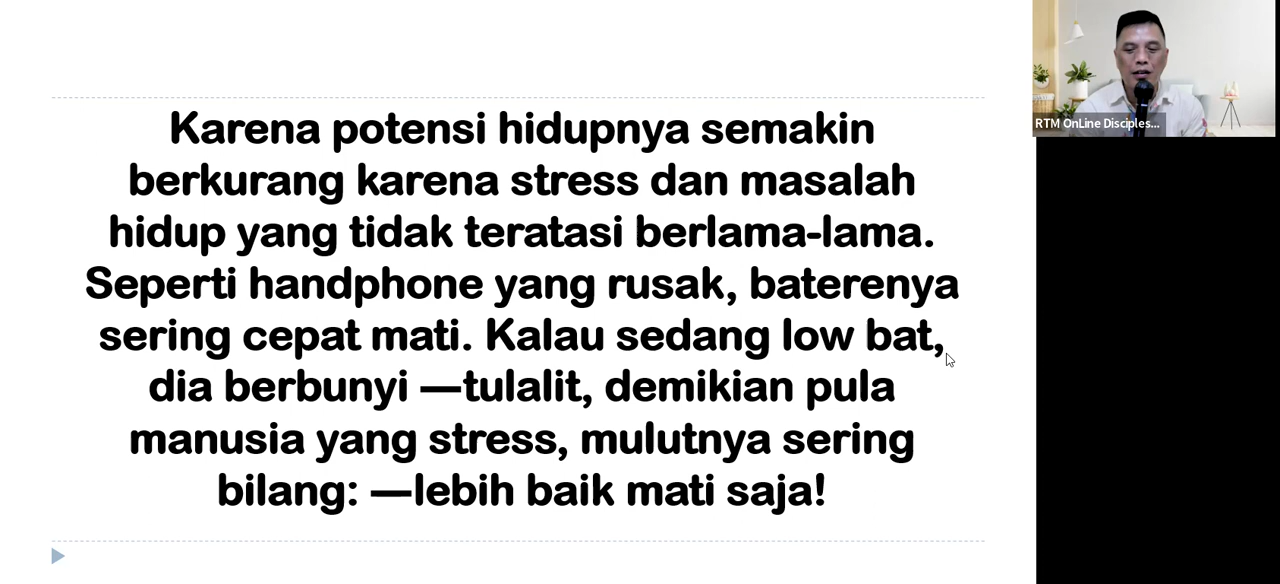 Karena potensi hidupnya semakin
berkurang karena stress dan masalah
hidup yang tidak teratasi berlama-lama.
Seperti handphone yang rusak, baterenya
sering cepat mati. Kalau sedang low bat,
dia berbunyi ―tulalit, demikian pula
manusia yang stress, mulutnya sering
bilang: ―lebih baik mati saja!
RTM OnLine Disciples...